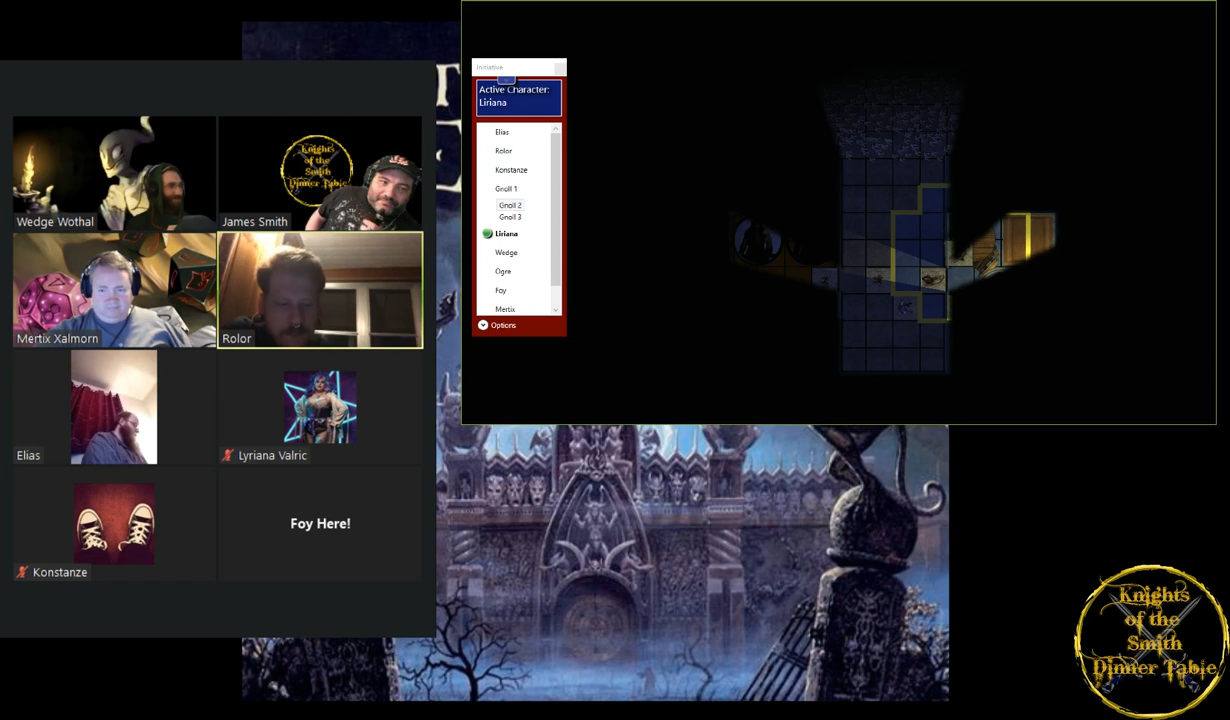 Knights
of the
Smith
Dinner Table
Wedge Wothal
James Smith
Mertix Xalmorn
Rolor
Elias
Lyriana Valric
Konstanze
Foy Here!
Initiative
Active Character:
Liriana
Elias
Rolor
Konstanze
Gnoll 1
Gnoll 2
Gnoll 3
Liriana
Wedge
Ogre
Foy
Mertix
Options
Knights
of the
Smith
Dinner Table